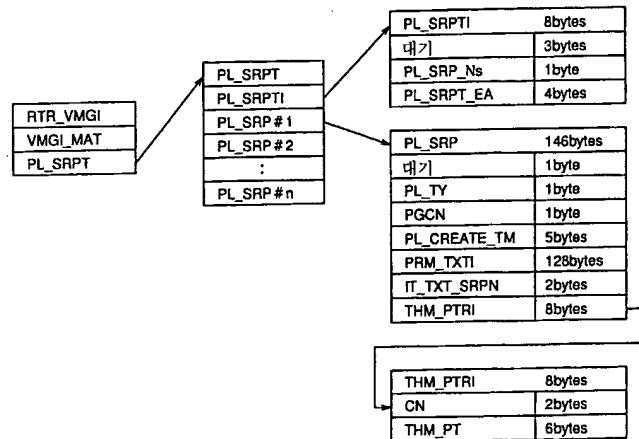 RTR_VMGI
VMGI_MAT
PL_SRPT
PL_SRPT
PL_SRPTI
PL_SRP#1
PL_SRP#2
:
PL_SRP#n
PL_SRPTI 8bytes
대기 3bytes
PL_SRP_Ns 1byte
PL_SRPT_EA 4bytes
PL_SRP 146bytes
대기 1byte
PL_TY 1byte
PGCN 1byte
PL_CREATE_TM 5bytes
PRM_TXTI 128bytes
IT_TXT_SRPN 2bytes
THM_PTRI 8bytes
THM_PTRI 8bytes
CN 2bytes
THM_PT 6bytes